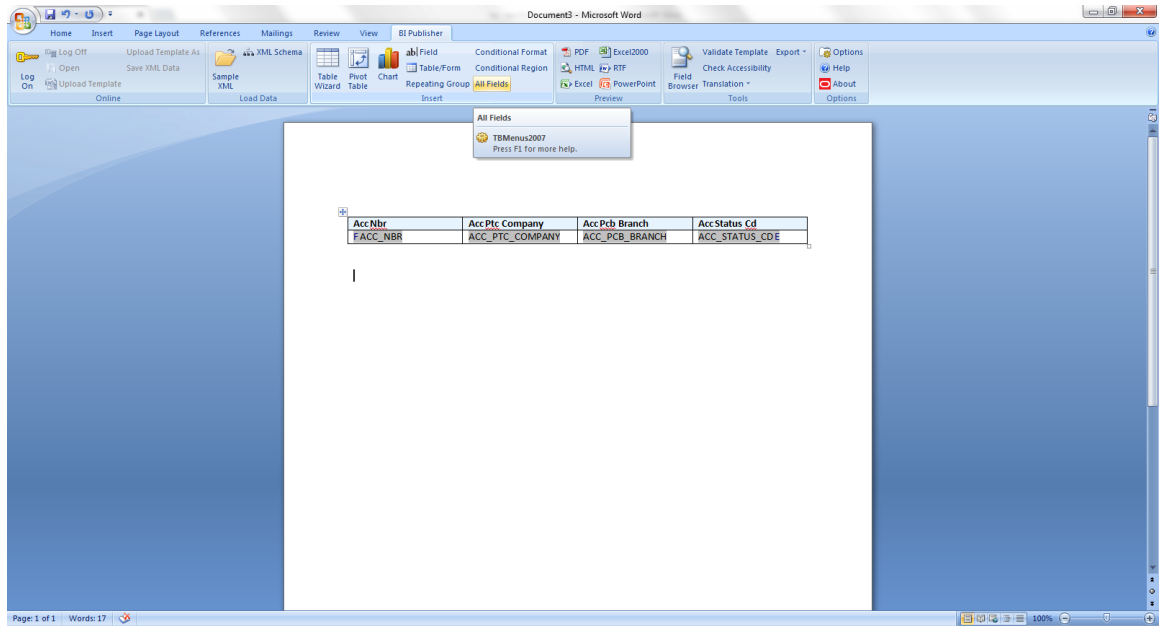 Document3 - Microsoft Word
Home Insert Page Layout References Mailings Review View BI Publisher
Log On
Log Off
Open
Upload Template
Upload Template As
Save XML Data
Online
Sample XML
XML Schema
Load Data
Table Wizard
Pivot Table
Chart
ab| Field
Table/Form
Repeating Group
Conditional Format
Conditional Region
All Fields
Insert
PDF Excel2000
HTML RTF
Excel PowerPoint
Preview
Field Browser
Validate Template Export
Check Accessibility
Translation
Tools
Options
Help
About
Options
All Fields
TBMenus2007
Press F1 for more help.
Acc Nbr Acc Ptc Company Acc Pcb Branch Acc Status Cd
FACC_NBR ACC_PTC_COMPANY ACC_PCB_BRANCH ACC_STATUS_CDE
Page: 1 of 1 Words: 17 100%